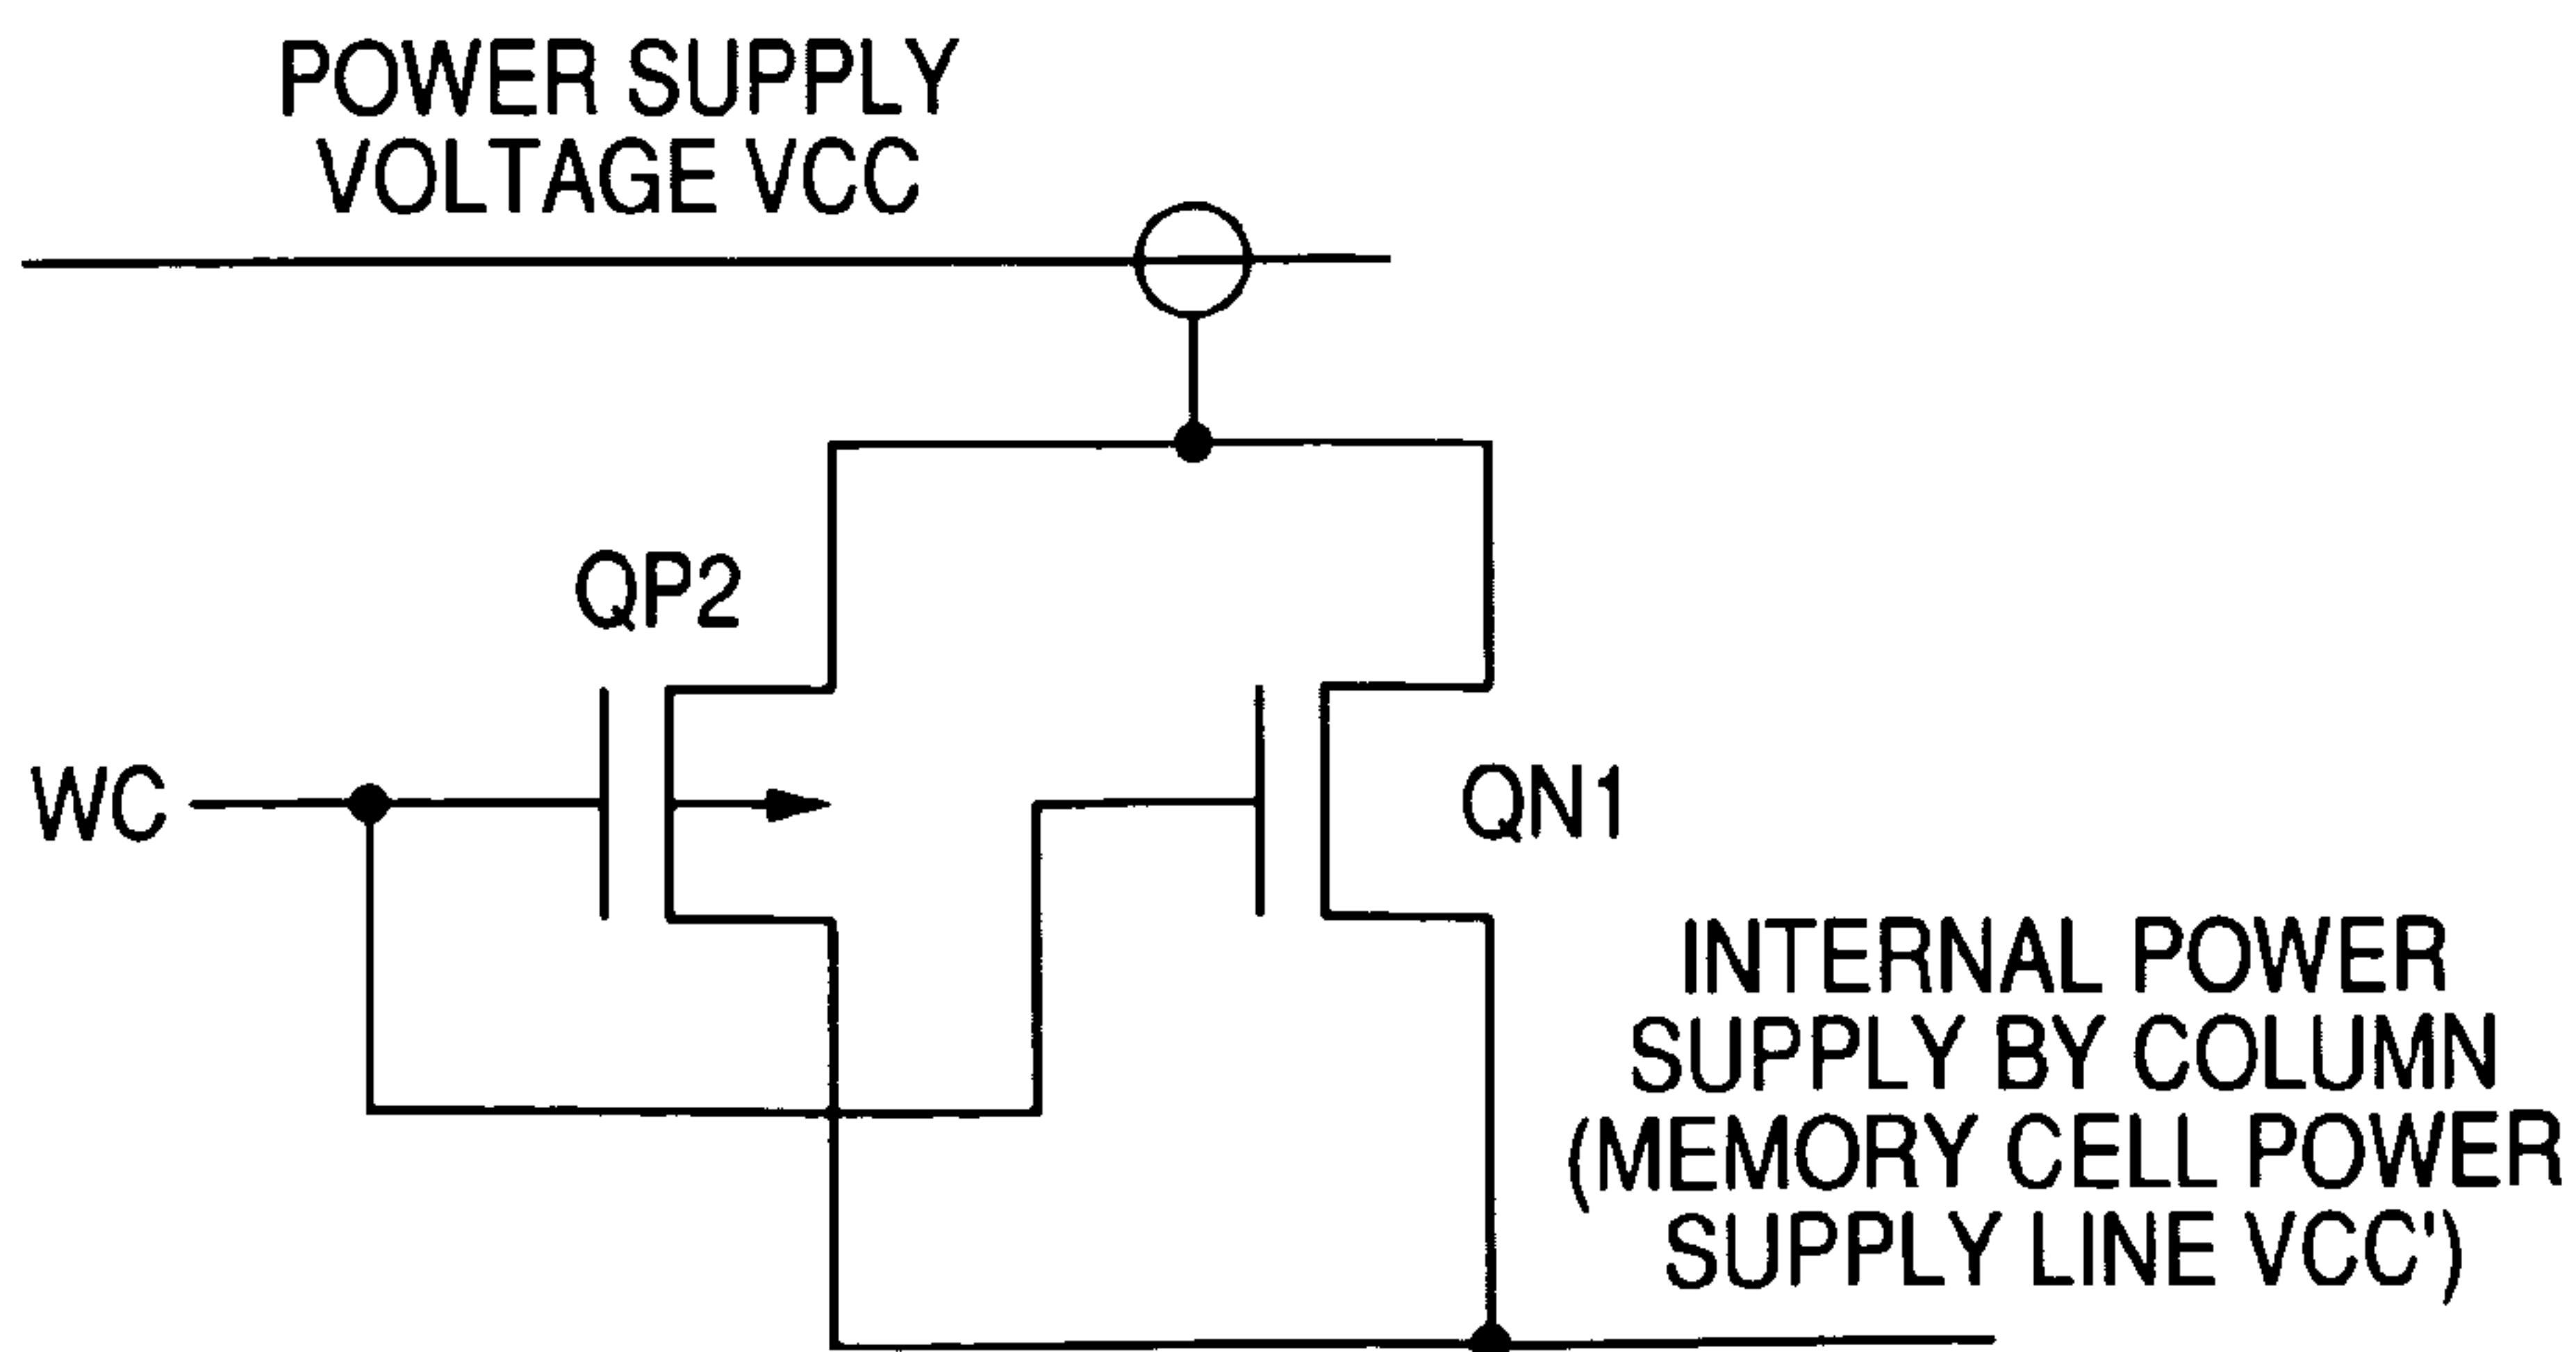 POWER SUPPLY
VOLTAGE VCC
QP2
WC
QN1
INTERNAL POWER
SUPPLY BY COLUMN
(MEMORY CELL POWER
SUPPLY LINE VCC')